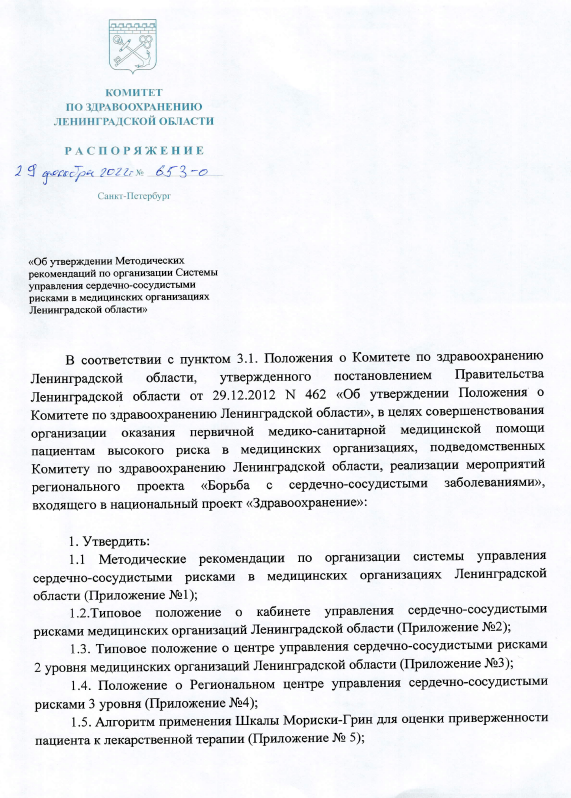 КОМИТЕТ
ПО ЗДРАВООХРАНЕНИЮ
ЛЕНИНГРАДСКОЙ ОБЛАСТИ
РАСПОРЯЖЕНИЕ
29 декабря 2022г № 653-о
Санкт-Петербург
«Об утверждении Методических
рекомендаций по организации Системы
управления сердечно-сосудистыми
рисками в медицинских организациях
Ленинградской области»
В соответствии с пунктом 3.1. Положения о Комитете по здравоохранению
Ленинградской области, утвержденного постановлением Правительства
Ленинградской области от 29.12.2012 N 462 «Об утверждении Положения о
Комитете по здравоохранению Ленинградской области», в целях совершенствования
организации оказания первичной медико-санитарной медицинской помощи
пациентам высокого риска в медицинских организациях, подведомственных
Комитету по здравоохранению Ленинградской области, реализации мероприятий
регионального проекта «Борьба с сердечно-сосудистыми заболеваниями»,
входящего в национальный проект «Здравоохранение»:
1. Утвердить:
1.1 Методические рекомендации по организации системы управления
сердечно-сосудистыми рисками в медицинских организациях Ленинградской
области (Приложение №1);
1.2.Типовое положение о кабинете управления сердечно-сосудистыми
рисками медицинских организаций Ленинградской области (Приложение №2);
1.3. Типовое положение о центре управления сердечно-сосудистыми рисками
2 уровня медицинских организаций Ленинградской области (Приложение №3);
1.4. Положение о Региональном центре управления сердечно-сосудистыми
рисками 3 уровня (Приложение №4);
1.5. Алгоритм применения Шкалы Мориски-Грин для оценки приверженности
пациента к лекарственной терапии (Приложение № 5);